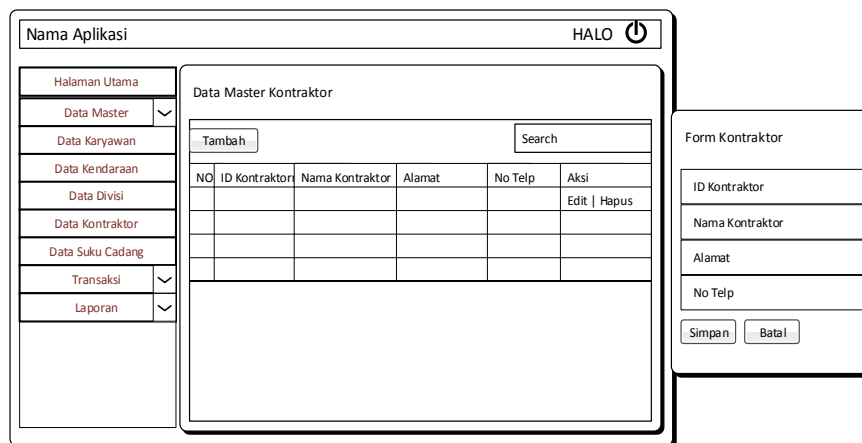 Nama Aplikasi
HALO
Halaman Utama
Data Master
Data Karyawan
Data Kendaraan
Data Divisi
Data Kontraktor
Data Suku Cadang
Transaksi
Laporan
Data Master Kontraktor
Tambah
Search
NO ID Kontraktor Nama Kontraktor Alamat No Telp Aksi
Edit | Hapus
Form Kontraktor
ID Kontraktor
Nama Kontraktor
Alamat
No Telp
Simpan Batal